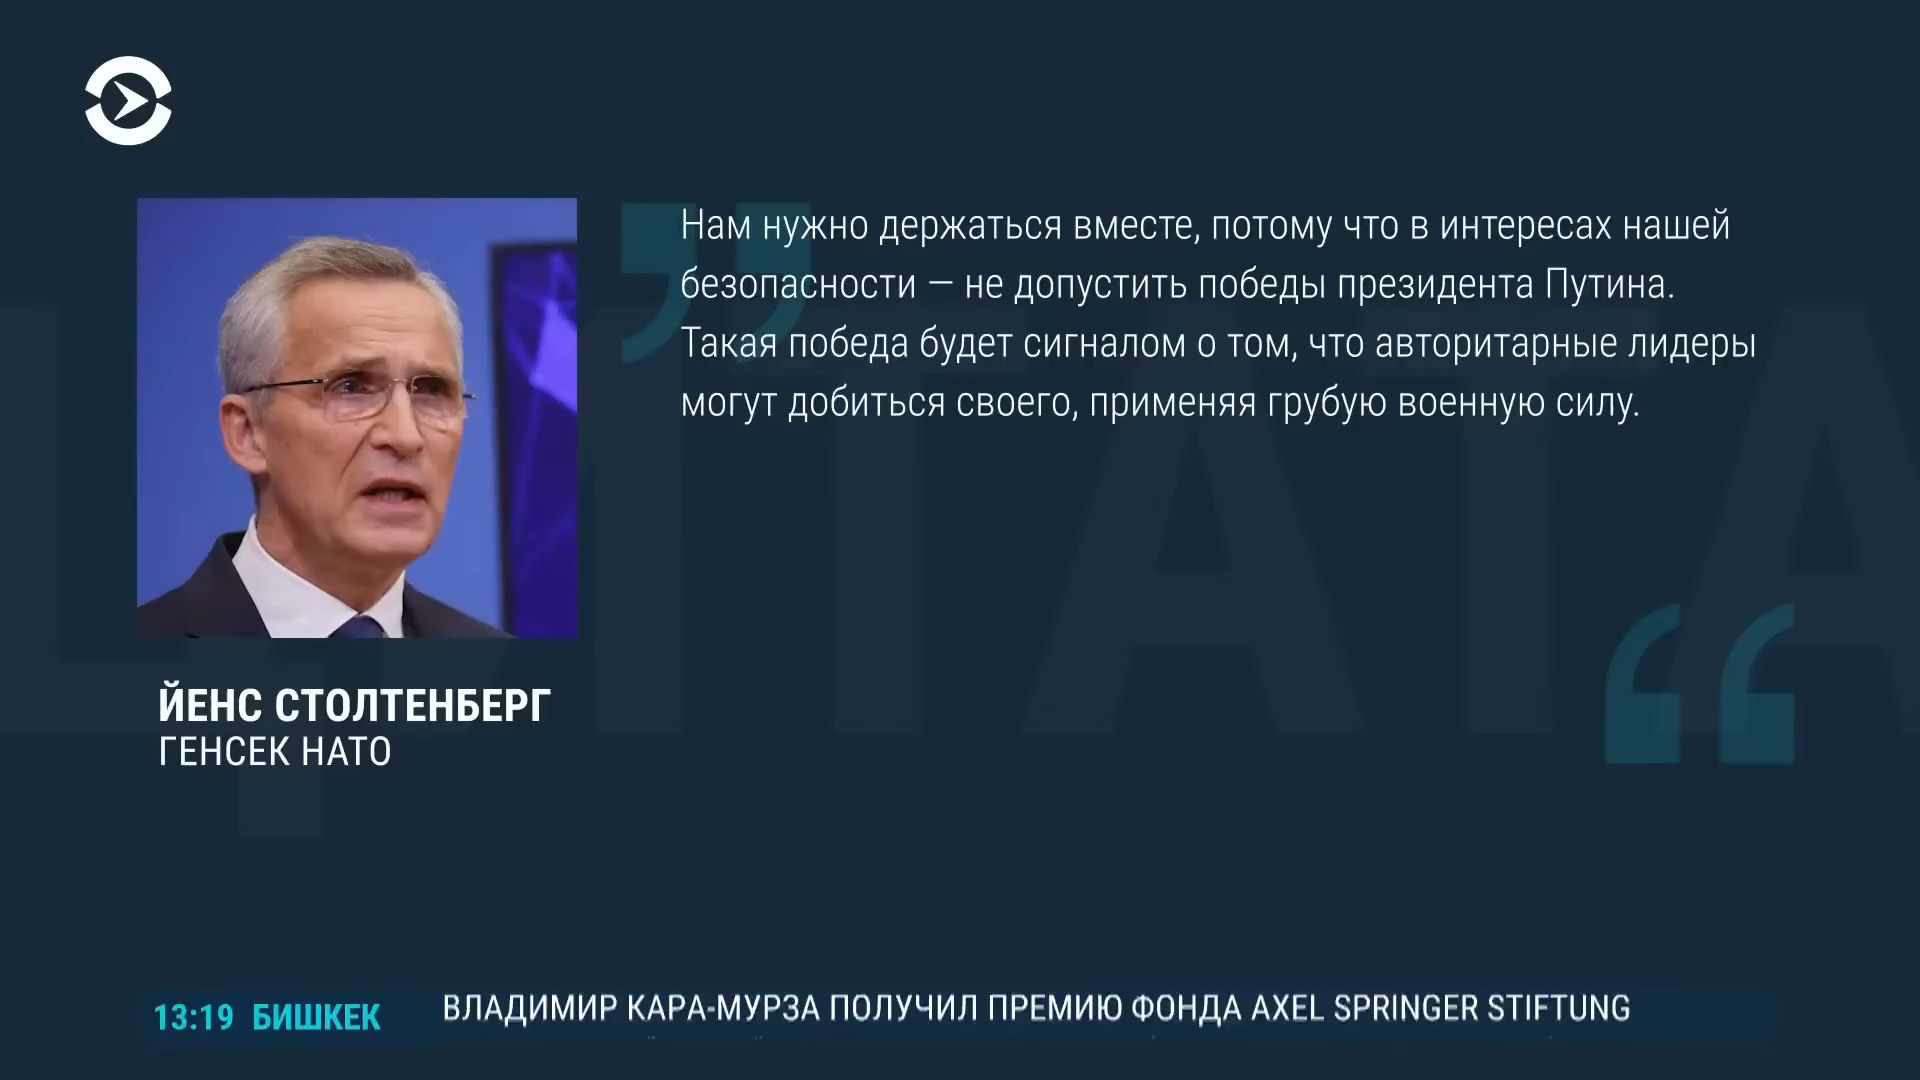 Нам нужно держаться вместе, потому что в интересах нашей
безопасности — не допустить победы президента Путина.
Такая победа будет сигналом о том, что авторитарные лидеры
могут добиться своего, применяя грубую военную силу.
ЦИТАТА
ЙЕНС СТОЛТЕНБЕРГ
ГЕНСЕК НАТО
13:19 БИШКЕК
ВЛАДИМИР КАРА-МУРЗА ПОЛУЧИЛ ПРЕМИЮ ФОНДА AXEL SPRINGER STIFTUNG